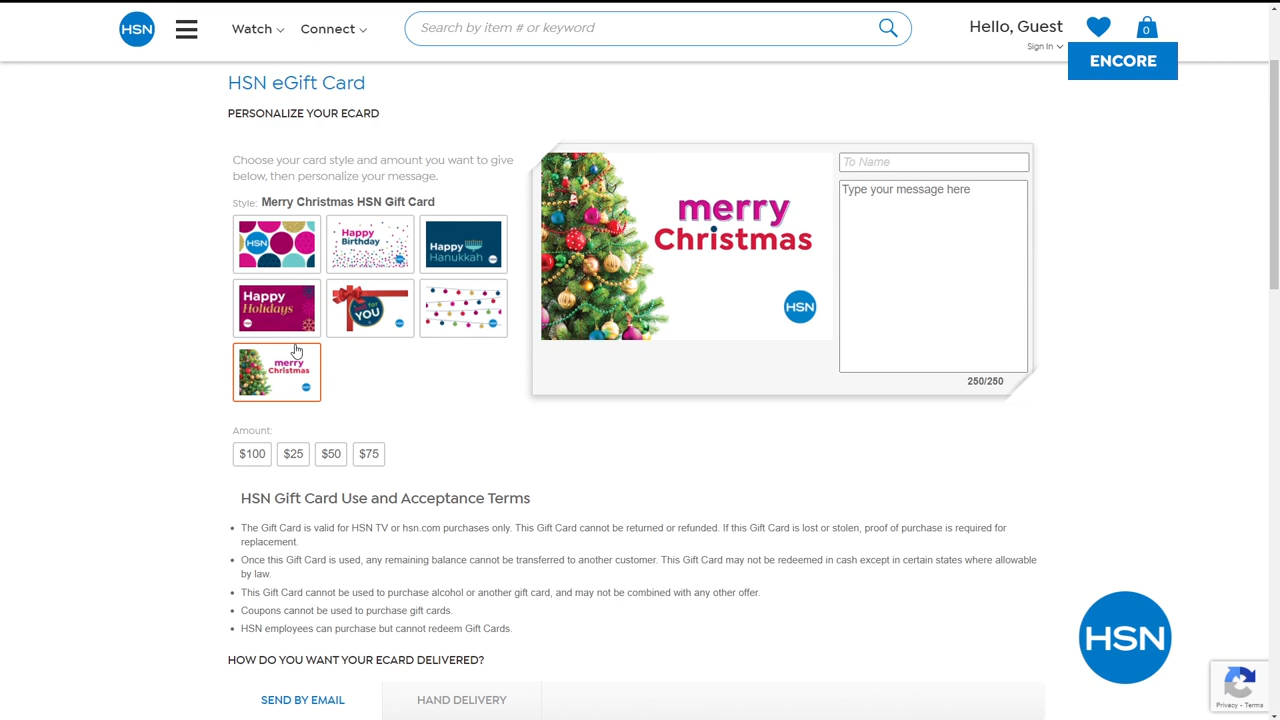 HSN
Watch
Connect
Search by item # or keyword
Hello, Guest
Sign In
0
ENCORE
HSN eGift Card
PERSONALIZE YOUR ECARD
Choose your card style and amount you want to give
below, then personalize your message.
Style: Merry Christmas HSN Gift Card
HSN
Happy
Birthday
Happy
Hanukkah
Happy
Holidays
for
YOU
merry
Christmas
merry
Christmas
HSN
To Name
Type your message here
250/250
Amount:
$100
$25
$50
$75
HSN Gift Card Use and Acceptance Terms
The Gift Card is valid for HSN TV or hsn.com purchases only. This Gift Card cannot be returned or refunded. If this Gift Card is lost or stolen, proof of purchase is required for
replacement.
Once this Gift Card is used, any remaining balance cannot be transferred to another customer. This Gift Card may not be redeemed in cash except in certain states where allowable
by law.
This Gift Card cannot be used to purchase alcohol or another gift card, and may not be combined with any other offer.
Coupons cannot be used to purchase gift cards.
HSN employees can purchase but cannot redeem Gift Cards.
HOW DO YOU WANT YOUR ECARD DELIVERED?
SEND BY EMAIL
HAND DELIVERY
HSN
Privacy - Terms